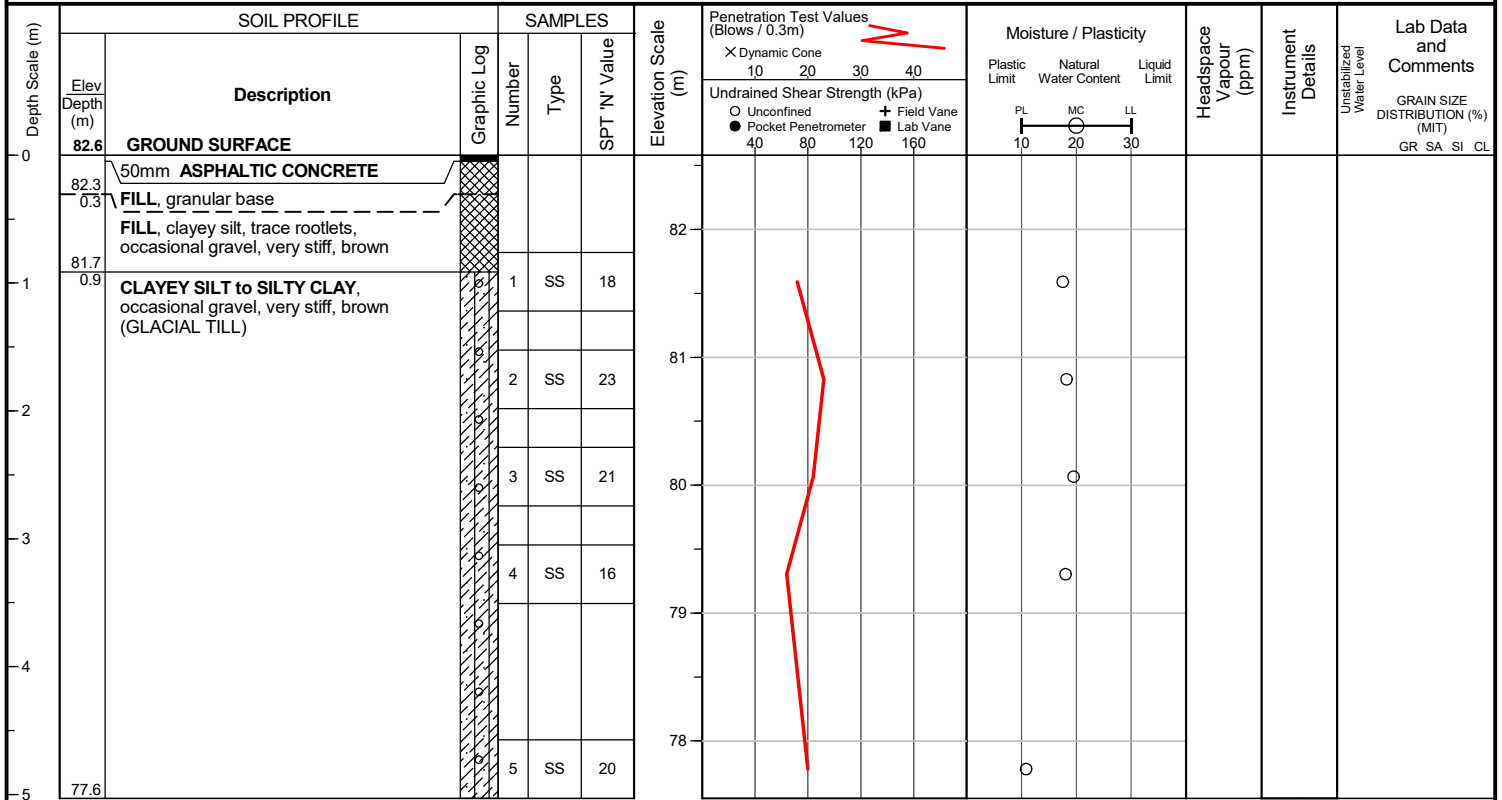 SOIL PROFILE
SAMPLES
Depth Scale (m)
Elev
Depth
(m)
Description
Graphic Log
Number
Type
SPT 'N' Value
Elevation Scale
(m)
Penetration Test Values
(Blows / 0.3m)
× Dynamic Cone
10 20 30 40
Undrained Shear Strength (kPa)
Unconfined
Field Vane
Pocket Penetrometer
Lab Vane
40 80 120 160
Moisture / Plasticity
Plastic
Limit
Natural
Water Content
Liquid
Limit
PL MC LL
10 20 30
Headspace
Vapour
(ppm)
Instrument
Details
Unstabilized
Water Level
Lab Data
and
Comments
GRAIN SIZE
DISTRIBUTION (%)
(MIT)
GR SA SI CL
82.6 GROUND SURFACE
0
50mm ASPHALTIC CONCRETE
82.3
0.3
FILL, granular base
FILL, clayey silt, trace rootlets,
occasional gravel, very stiff, brown
82
81.7
0.9
1
CLAYEY SILT to SILTY CLAY,
occasional gravel, very stiff, brown
(GLACIAL TILL)
1 SS 18
81
2 SS 23
2
3 SS 21
80
3
4 SS 16
79
4
78
5 SS 20
77.6
5